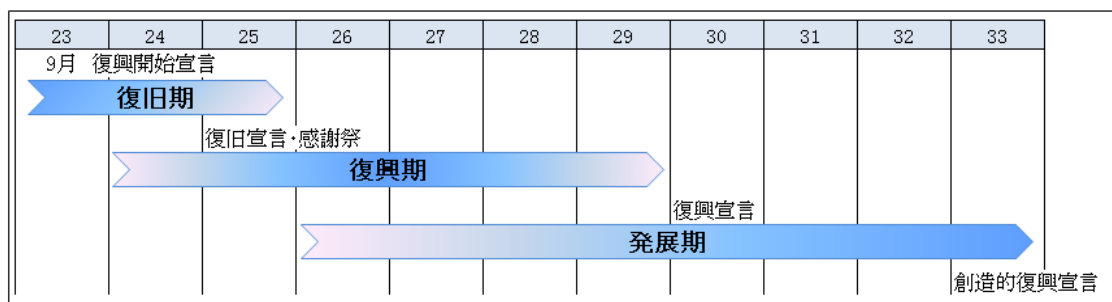 23 24 25 26 27 28 29 30 31 32 33
9月 復興開始宣言
復旧期
復旧宣言・感謝祭
復興期
復興宣言
発展期
創造的復興宣言